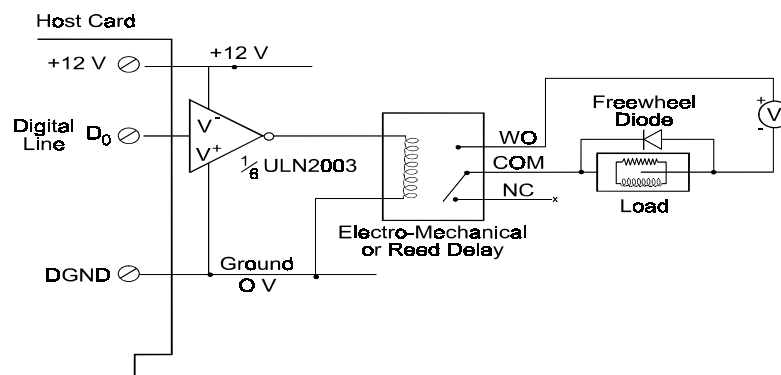 Host Card
+12 V
+12 V
Digital
Line
D0
V-
V+
1/6 ULN2003
DGND
Ground
0 V
Electro-Mechanical
or Reed Delay
WO
COM
NC
x
Freewheel
Diode
Load
+
V
-